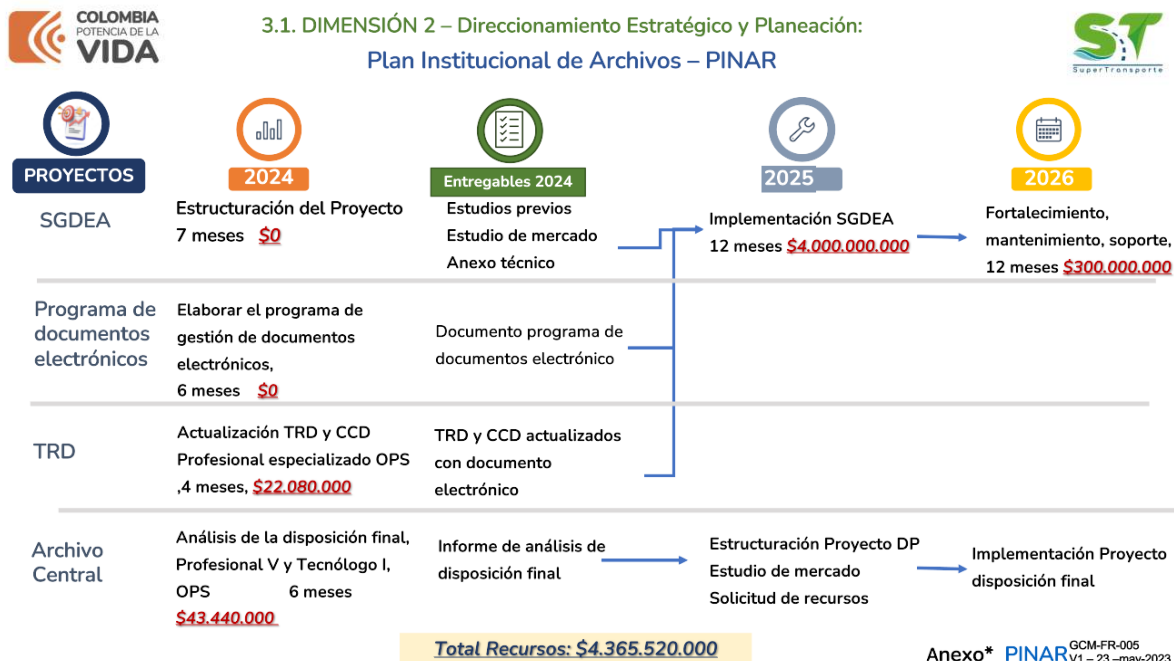 COLOMBIA
POTENCIA DE LA
VIDA
3.1. DIMENSIÓN 2 – Direccionamiento Estratégico y Planeación:
Plan Institucional de Archivos – PINAR
ST
SuperTransporte
PROYECTOS
2024
Entregables 2024
2025
2026
SGDEA
Estructuración del Proyecto
7 meses $0
Estudios previos
Estudio de mercado
Anexo técnico
Implementación SGDEA
12 meses $4.000.000.000
Fortalecimiento,
mantenimiento, soporte,
12 meses $300.000.000
Programa de
documentos
electrónicos
Elaborar el programa de
gestión de documentos
electrónicos,
6 meses $0
Documento programa de
documentos electrónico
TRD
Actualización TRD y CCD
Profesional especializado OPS
,4 meses, $22.080.000
TRD y CCD actualizados
con documento
electrónico
Archivo
Central
Análisis de la disposición final,
Profesional V y Tecnólogo I,
OPS 6 meses
$43.440.000
Informe de análisis de
disposición final
Estructuración Proyecto DP
Estudio de mercado
Solicitud de recursos
Implementación Proyecto
disposición final
Total Recursos: $4.365.520.000
Anexo* PINAR
GCM-FR-005
V1 – 23 –may-2023